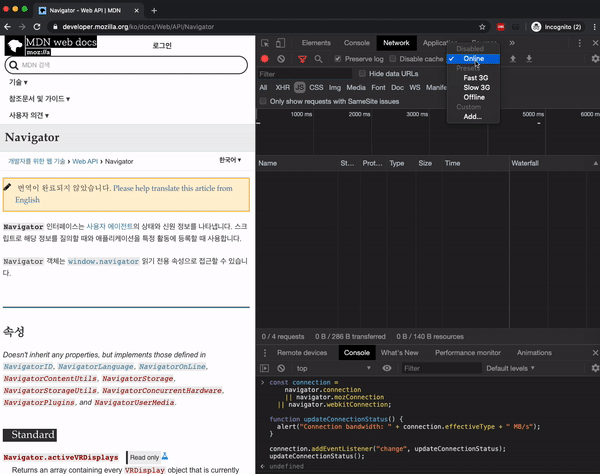 Navigator - Web API | MDN
developer.mozilla.org/ko/docs/Web/API/Navigator
Incognito (2)
MDN web docs
moz://a
로그인
MDN 검색
기술 ▾
참조문서 및 가이드 ▾
사용자 의견 ▾
Navigator
개발자를 위한 웹 기술 › Web API › Navigator
한국어 ▾
번역이 완료되지 않았습니다. Please help translate this article from
English
Navigator 인터페이스는 사용자 에이전트의 상태와 신원 정보를 나타냅니다. 스크
립트로 해당 정보를 질의할 때와 애플리케이션을 특정 활동에 등록할 때 사용합니다.
Navigator 객체는 window.navigator 읽기 전용 속성으로 접근할 수 있습니
다.
속성
Doesn't inherit any properties, but implements those defined in
NavigatorID, NavigatorLanguage, NavigatorOnLine,
NavigatorContentUtils, NavigatorStorage,
NavigatorStorageUtils, NavigatorConcurrentHardware,
NavigatorPlugins, and NavigatorUserMedia.
Standard
Navigator.activeVRDisplays Read only
Returns an array containing every VRDisplay object that is currently
Elements Console Network
Preserve log Disable cache
Disabled
Online
Presets
Fast 3G
Slow 3G
Offline
Custom
Add...
Filter
Hide data URLs
All XHR JS CSS Img Media Font Doc WS Manife
Only show requests with SameSite issues
1000 ms 2000 ms 3000 ms 5000 ms
Name St... Prot... Type Size Time Waterfall
0 / 4 requests 0 B / 286 B transferred 0 B / 140 B resources
Remote devices Console What's New Performance monitor Animations
top Filter Default levels ▾
const connection =
navigator.connection
|| navigator.mozConnection
|| navigator.webkitConnection;
function updateConnectionStatus() {
alert("Connection bandwidth: " + connection.effectiveType + " MB/s");
}
connection.addEventListener("change", updateConnectionStatus);
updateConnectionStatus();
undefined